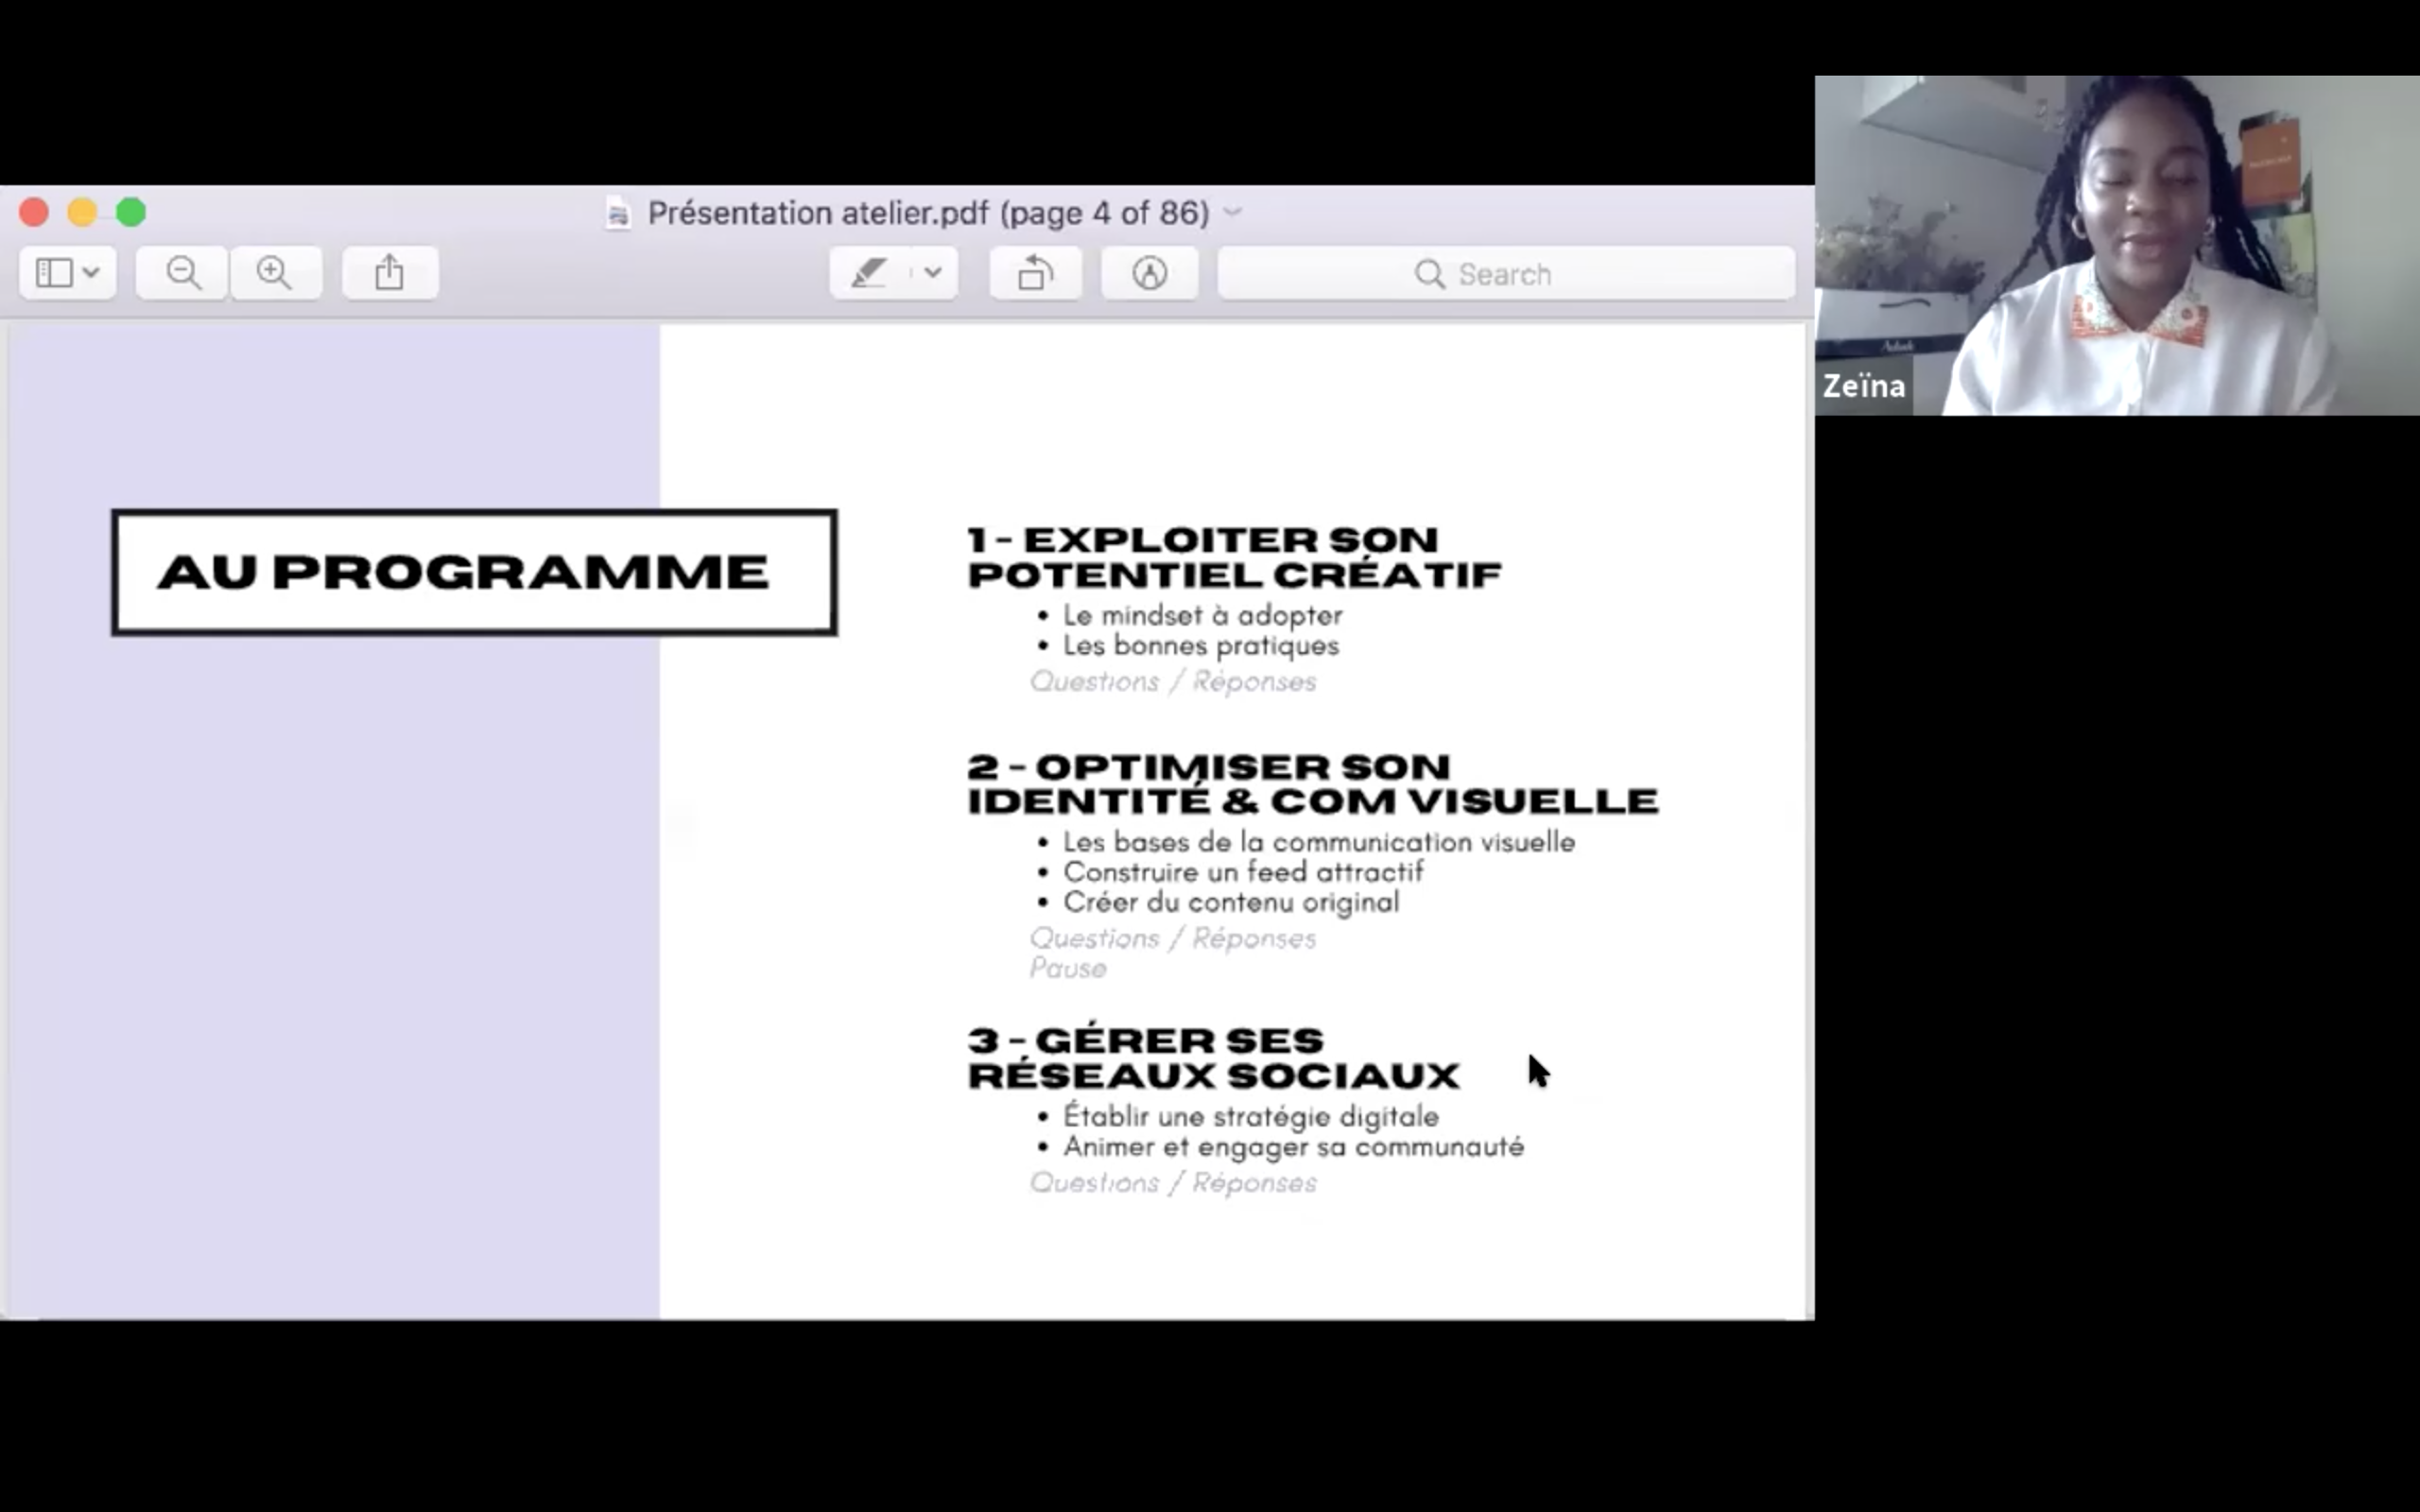 Présentation atelier.pdf (page 4 of 86)
Search
AU PROGRAMME
1 - EXPLOITER SON
POTENTIEL CRÉATIF
• Le mindset à adopter
• Les bonnes pratiques
Questions / Réponses
2 - OPTIMISER SON
IDENTITÉ & COM VISUELLE
• Les bases de la communication visuelle
• Construire un feed attractif
• Créer du contenu original
Questions / Réponses
Pause
3 - GÉRER SES
RÉSEAUX SOCIAUX
• Établir une stratégie digitale
• Animer et engager sa communauté
Questions / Réponses
Zeïna